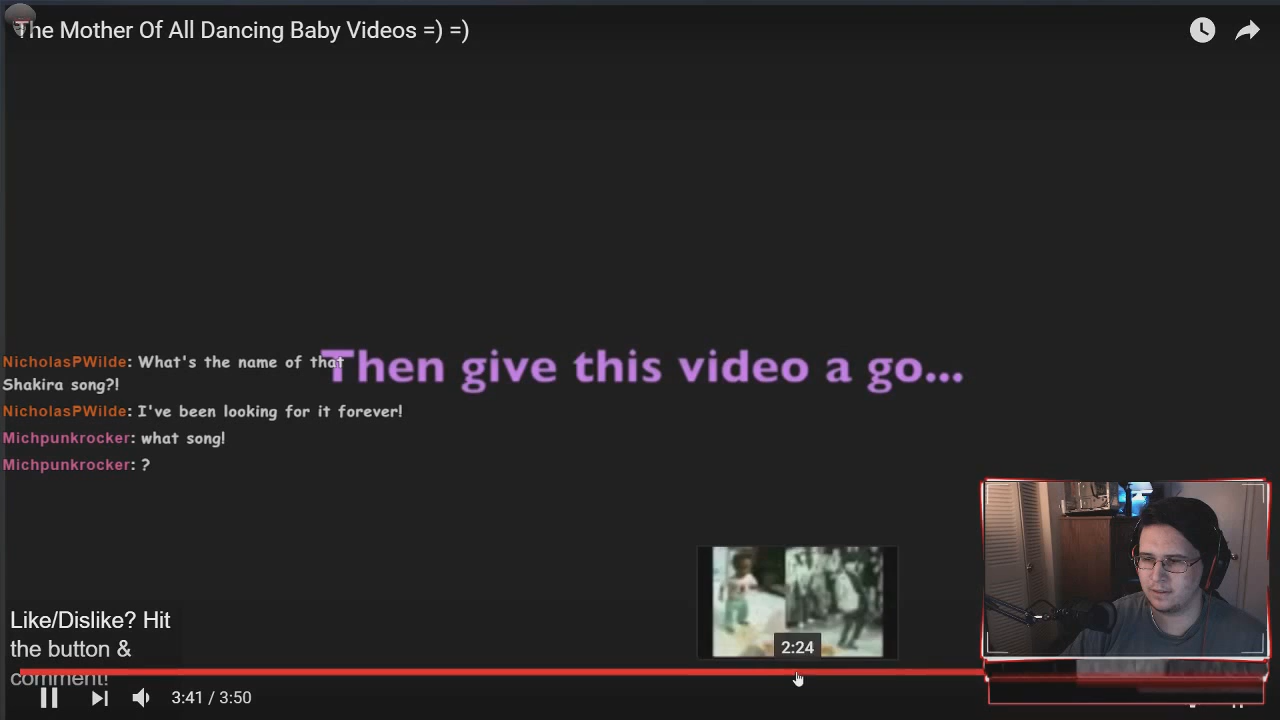 The Mother Of All Dancing Baby Videos =) =)
NicholasPWilde: What's the name of that
Shakira song?!
Then give this video a go...
NicholasPWilde: I've been looking for it forever!
Michpunkrocker: what song!
Michpunkrocker: ?
Like/Dislike? Hit
the button &
comment!
2:24
3:41 / 3:50